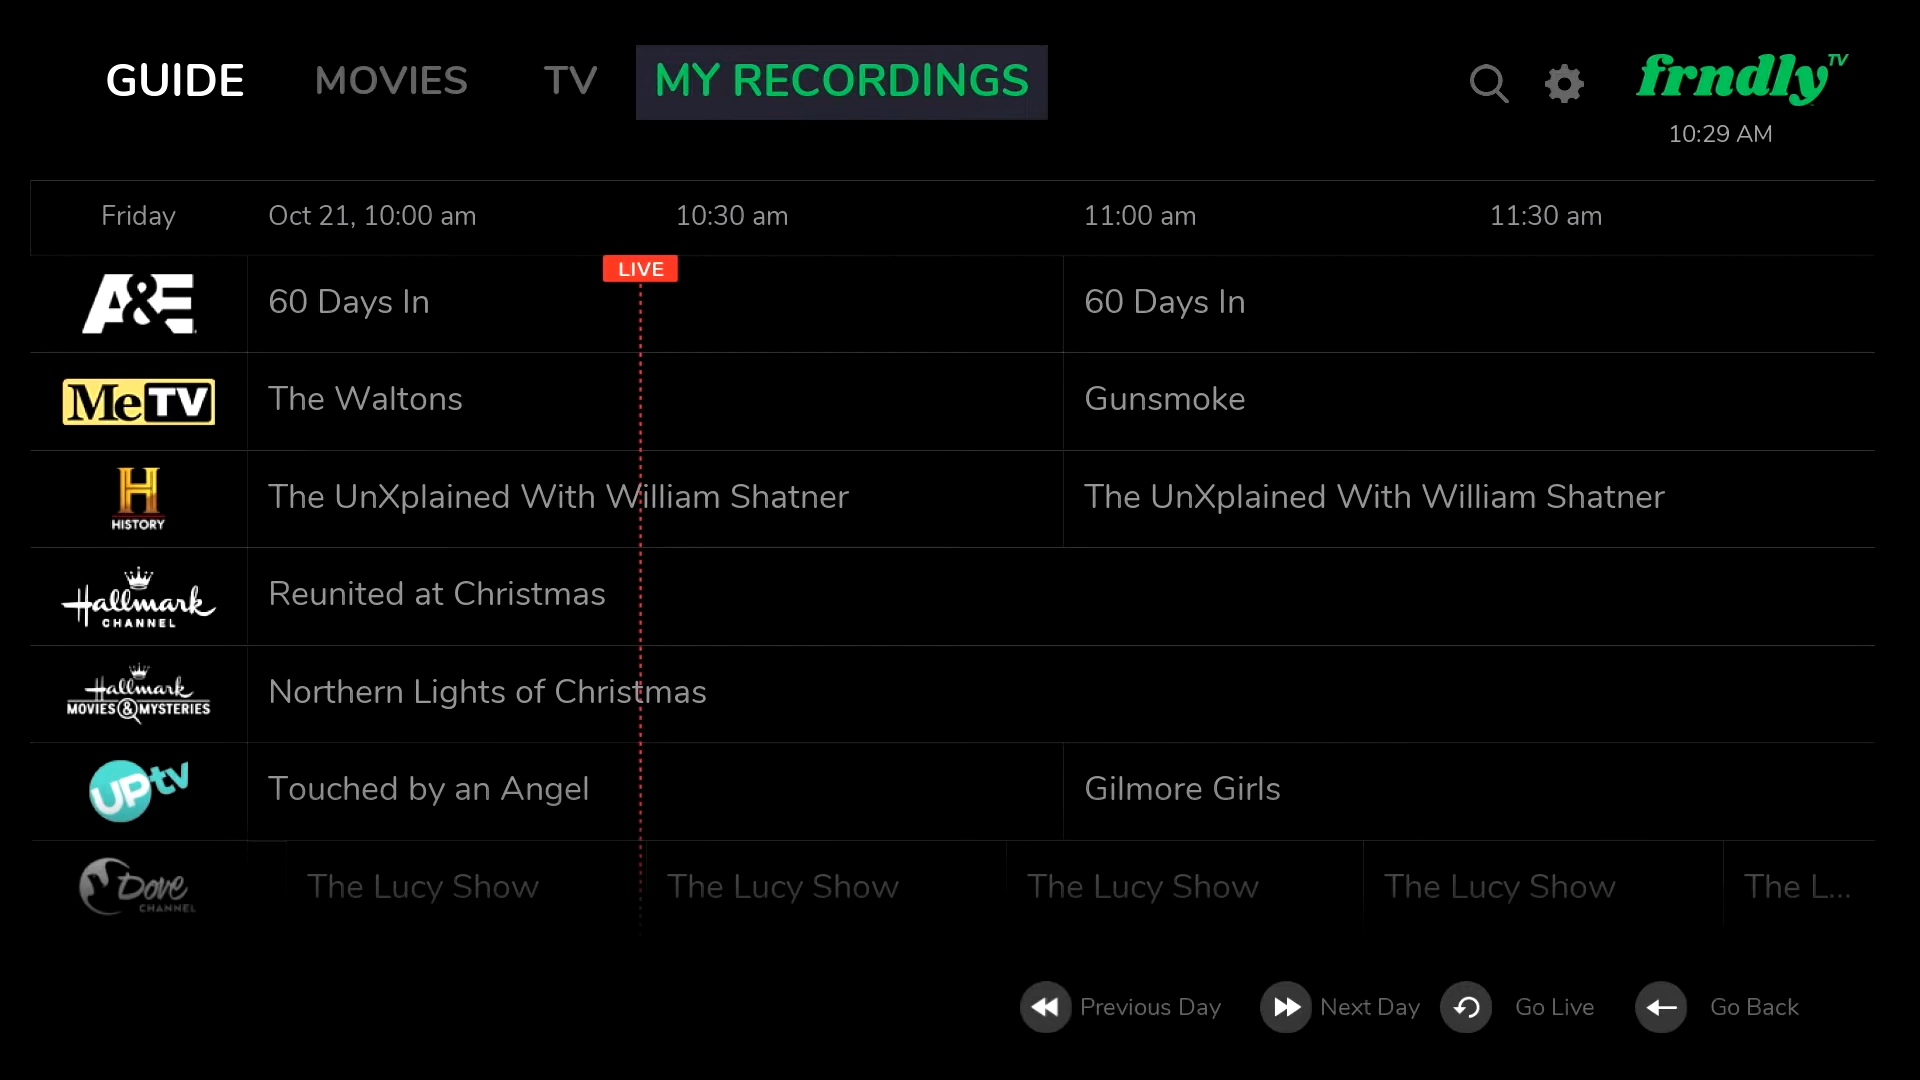 GUIDE MOVIES TV MY RECORDINGS frndly TV
10:29 AM
Friday Oct 21, 10:00 am 10:30 am 11:00 am 11:30 am
LIVE
A&E 60 Days In 60 Days In
MeTV The Waltons Gunsmoke
H HISTORY The UnXplained With William Shatner The UnXplained With William Shatner
Hallmark CHANNEL Reunited at Christmas
Hallmark MOVIES & MYSTERIES Northern Lights of Christmas
UPtv Touched by an Angel Gilmore Girls
Dove CHANNEL The Lucy Show The Lucy Show The Lucy Show The Lucy Show The L...
Previous Day Next Day Go Live Go Back